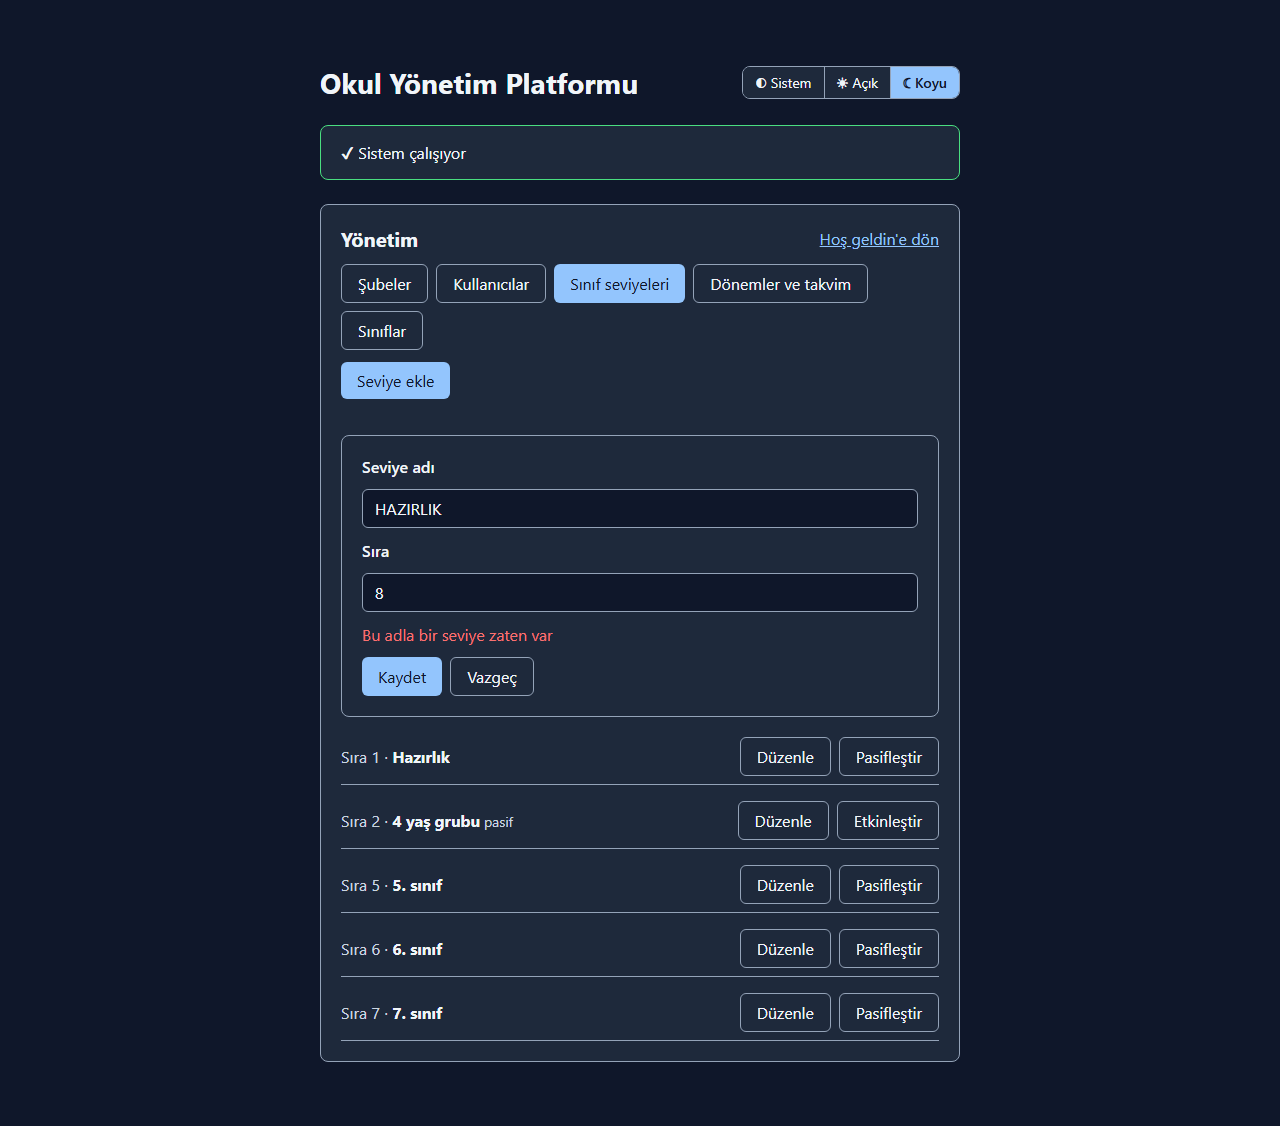 Okul Yönetim Platformu
Sistem Açık Koyu
✓ Sistem çalışıyor
Yönetim Hoş geldin'e dön
Şubeler Kullanıcılar Sınıf seviyeleri Dönemler ve takvim
Sınıflar
Seviye ekle
Seviye adı
HAZIRLIK
Sıra
8
Bu adla bir seviye zaten var
Kaydet Vazgeç
Sıra 1 · Hazırlık Düzenle Pasifleştir
Sıra 2 · 4 yaş grubu pasif Düzenle Etkinleştir
Sıra 5 · 5. sınıf Düzenle Pasifleştir
Sıra 6 · 6. sınıf Düzenle Pasifleştir
Sıra 7 · 7. sınıf Düzenle Pasifleştir